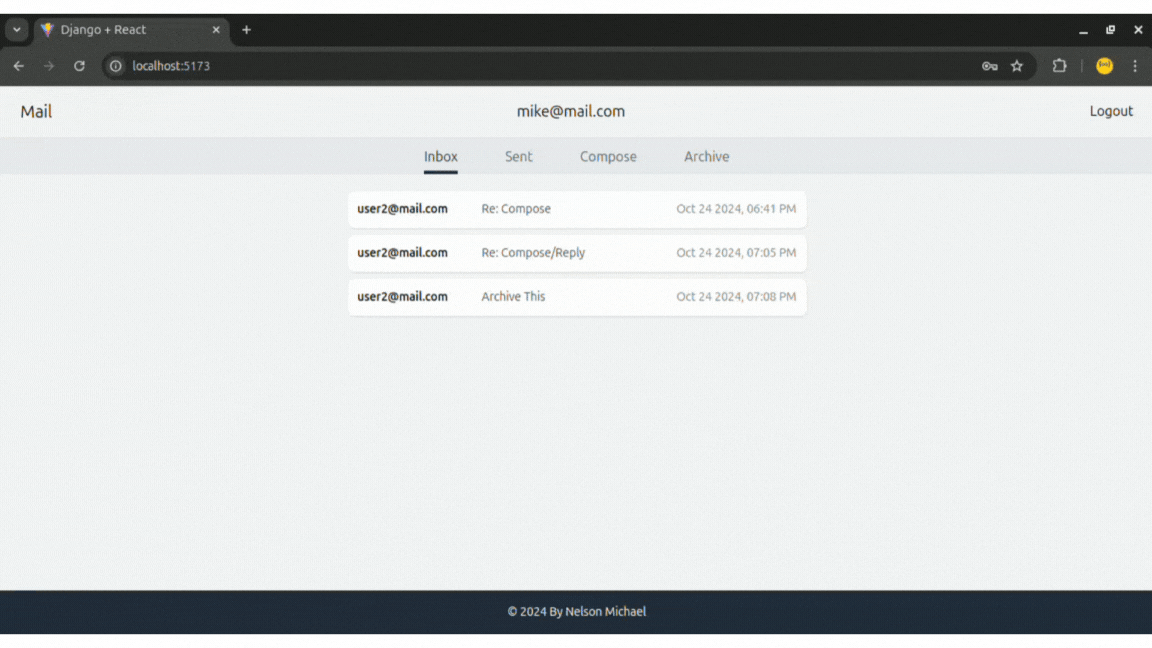 Django + React
localhost:5173
Mail mike@mail.com Logout
Inbox Sent Compose Archive
user2@mail.com Re: Compose Oct 24 2024, 06:41 PM
user2@mail.com Re: Compose/Reply Oct 24 2024, 07:05 PM
user2@mail.com Archive This Oct 24 2024, 07:08 PM
© 2024 By Nelson Michael